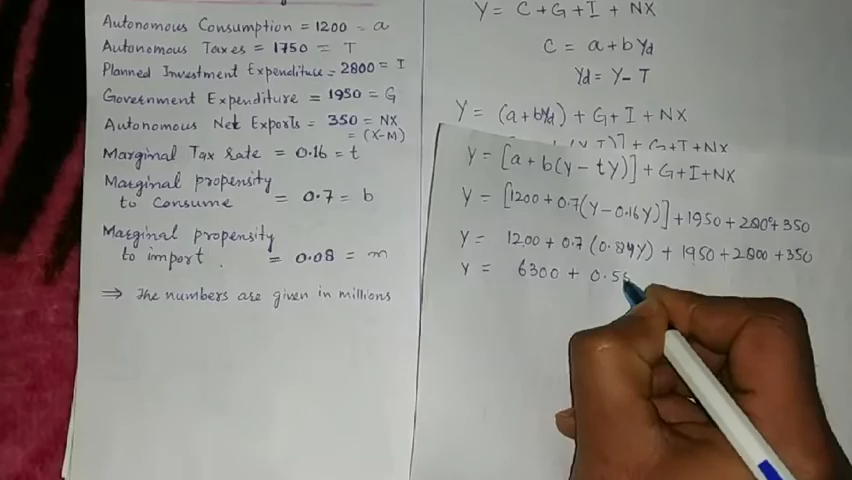 Autonomous Consumption = 1200 = a
Autonomous Taxes = 1750 = T
Planned Investment Expenditure = 2800 = I
Government Expenditure = 1950 = G
Autonomous Net Exports = 350 = NX
= (X-M)
Marginal Tax rate = 0.16 = t
Marginal propensity
to consume = 0.7 = b
Marginal propensity
to import = 0.08 = m
⇒ The numbers are given in millions
Y = C + G + I + NX
C = a + b Yd
Yd = Y - T
Y = (a + bYd) + G + I + NX
Y = [a + b(Y - tY)] + G + I + NX
Y = [1200 + 0.7(Y - 0.16Y)] + 1950 + 2800 + 350
Y = 1200 + 0.7 (0.84Y) + 1950 + 2800 + 350
Y = 6300 + 0.5